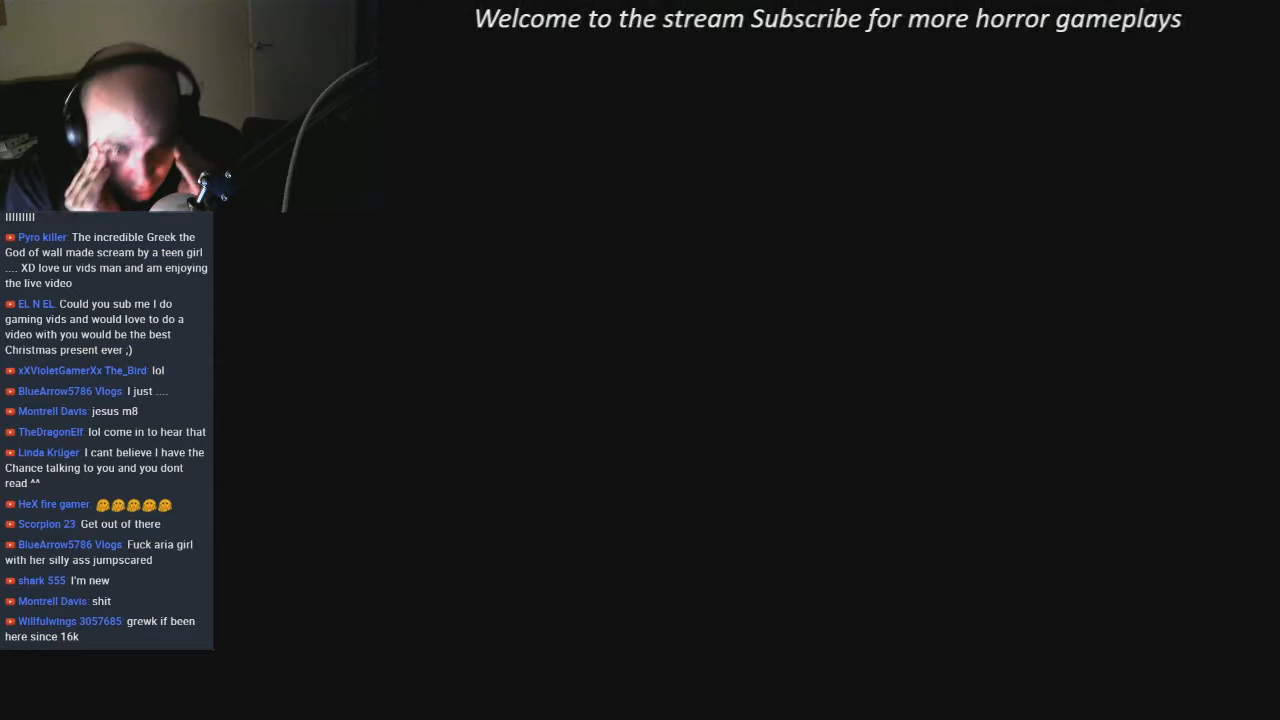 Welcome to the stream Subscribe for more horror gameplays
lllllllll
Pyro killer: The incredible Greek the
God of wall made scream by a teen girl
.... XD love ur vids man and am enjoying
the live video
EL N EL: Could you sub me I do
gaming vids and would love to do a
video with you would be the best
Christmas present ever ;)
xXVioletGamerXx The_Bird: lol
BlueArrow5786 Vlogs: I just ....
Montrell Davis: jesus m8
TheDragonElf: lol come in to hear that
Linda Krüger: I cant believe I have the
Chance talking to you and you dont
read ^^
HeX fire gamer: 🤗🤗🤗🤗🤗
Scorpion 23: Get out of there
BlueArrow5786 Vlogs: Fuck aria girl
with her silly ass jumpscared
shark 555: I'm new
Montrell Davis: shit
Willfulwings 3057685: grewk if been
here since 16k